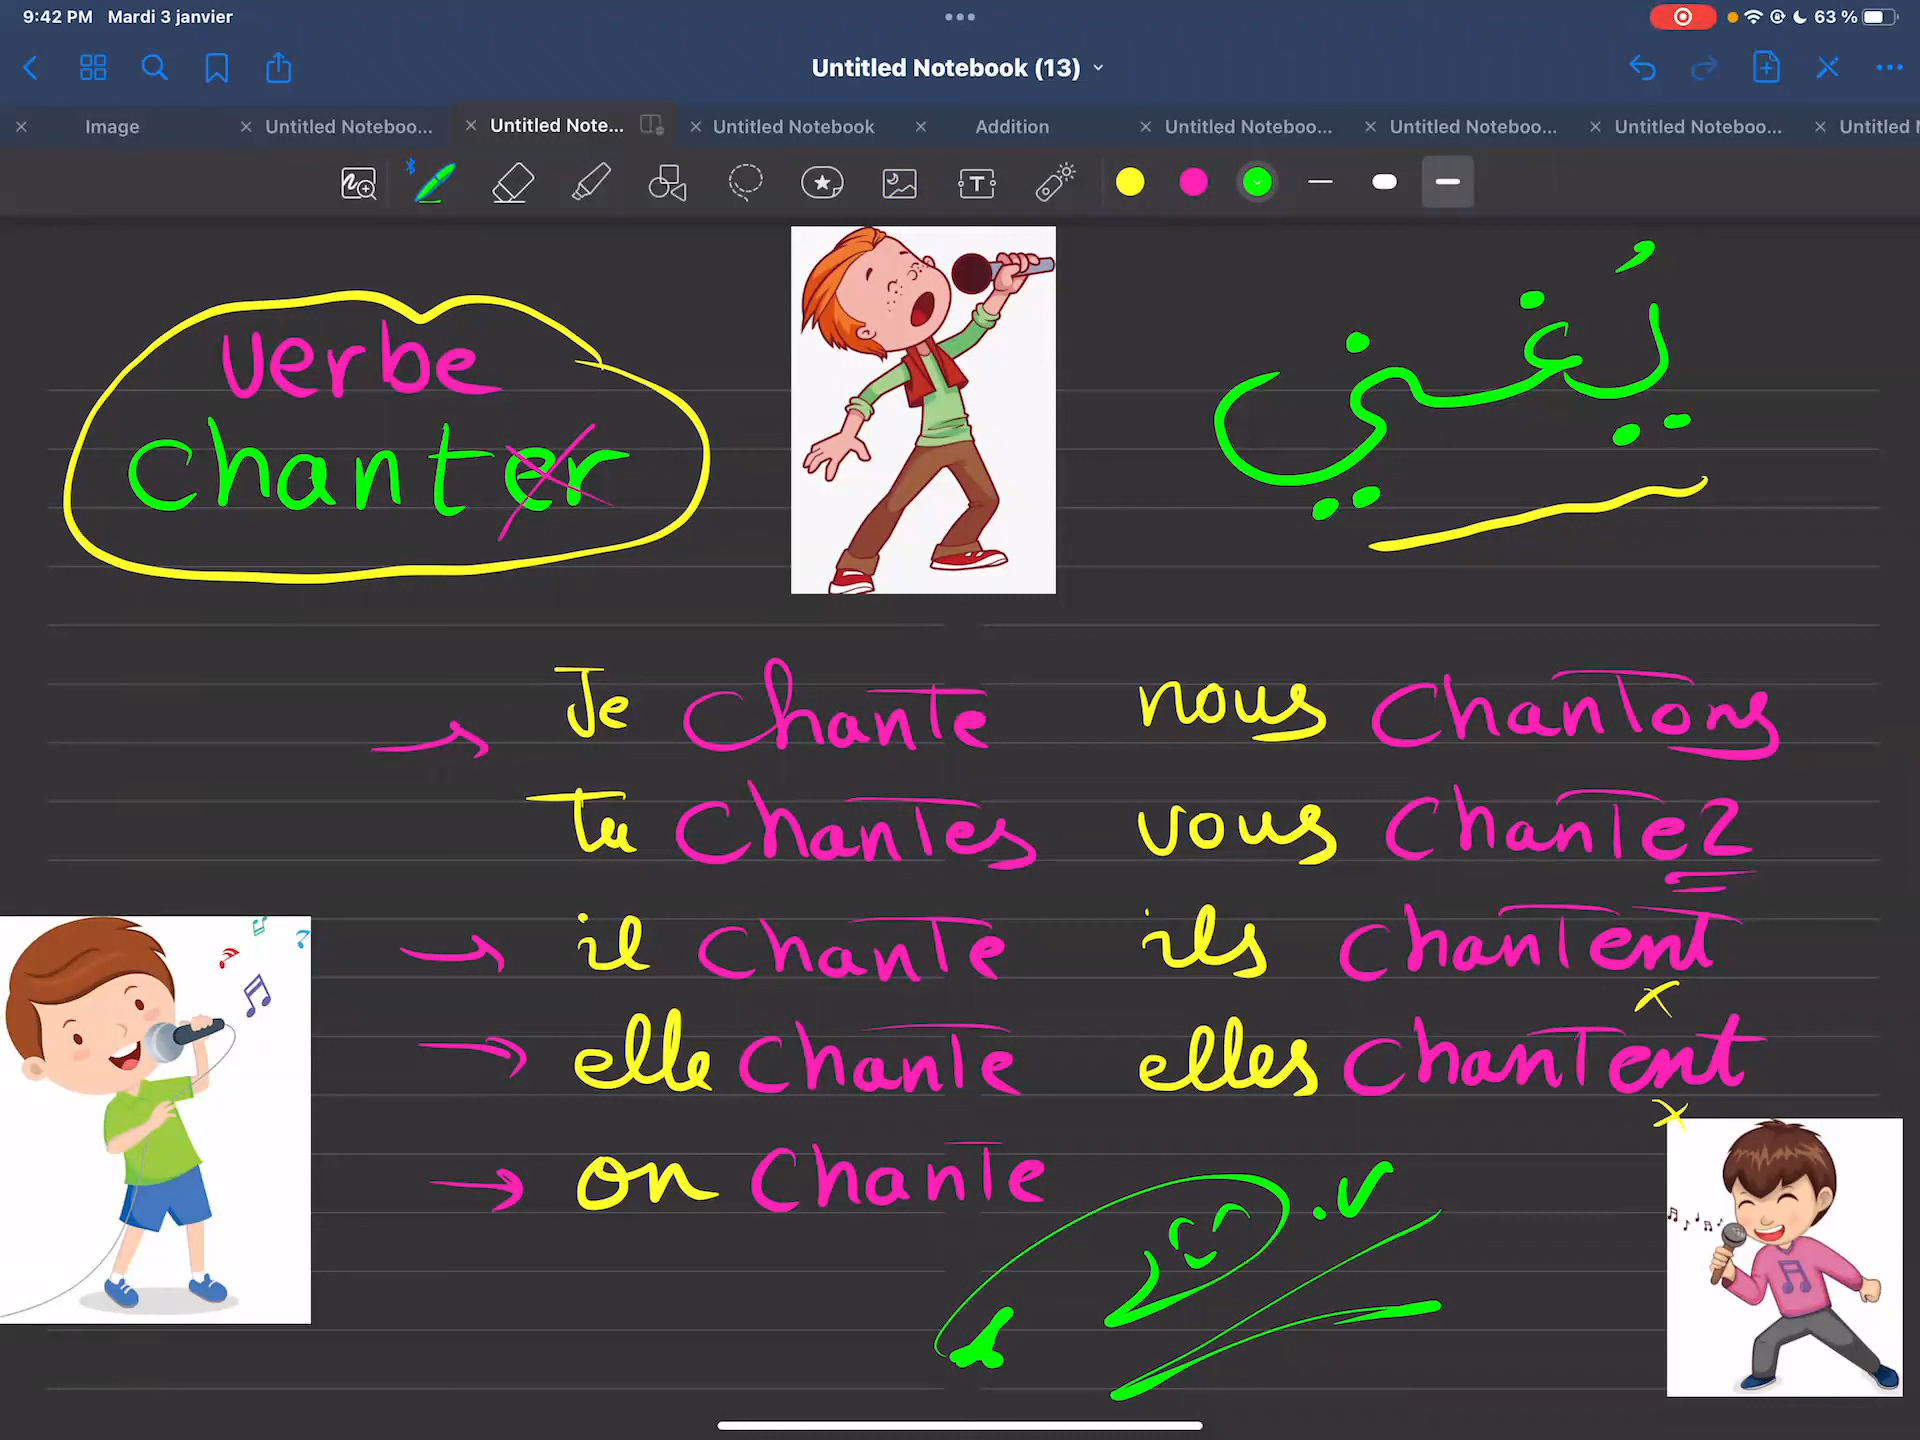 9:42 PM Mardi 3 janvier
63 %
Untitled Notebook (13)
Image
Untitled Noteboo...
Untitled Note...
Untitled Notebook
Addition
Untitled Noteboo...
Untitled Noteboo...
Untitled Noteboo...
Untitled
verbe
chanter
يُغني
Je chante
Tu chantes
il chante
elle chante
on chante
nous chantons
vous chantez
ils chantent
elles chantent